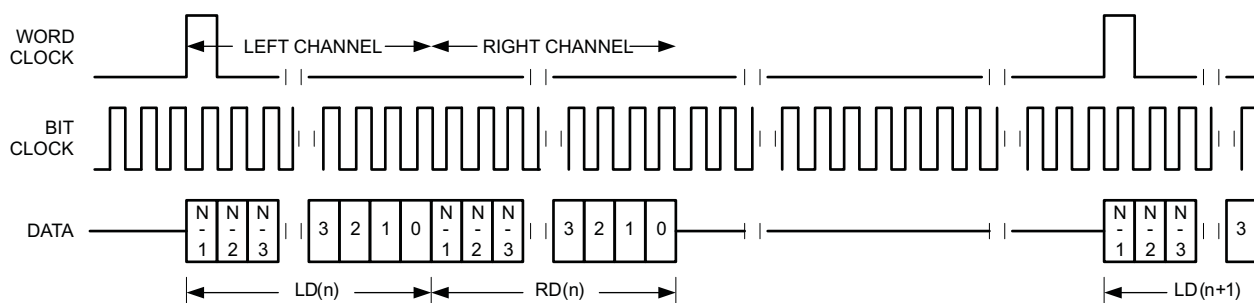 WORD
CLOCK
LEFT CHANNEL
RIGHT CHANNEL
BIT
CLOCK
DATA
N
-
1
N
-
2
N
-
3
3 2 1 0
N
-
1
N
-
2
N
-
3
3 2 1 0
N
-
1
N
-
2
N
-
3
3
LD(n)
RD(n)
LD(n+1)